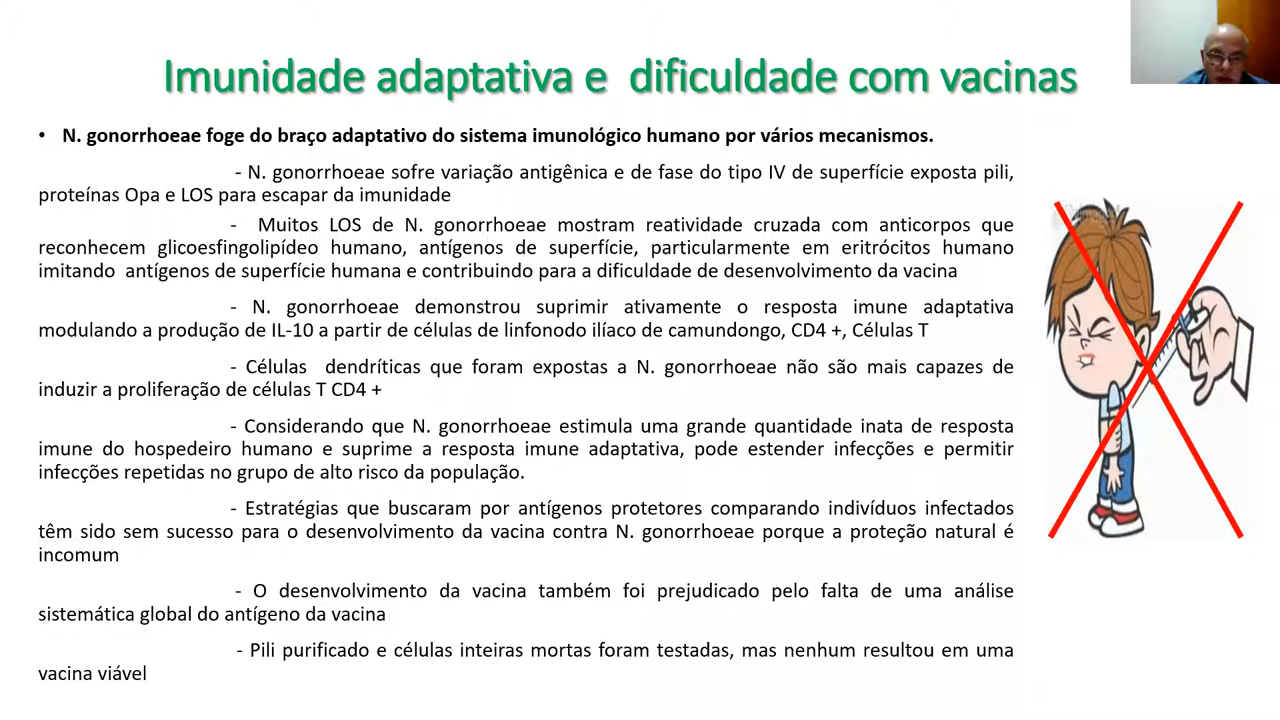 Imunidade adaptativa e dificuldade com vacinas
• N. gonorrhoeae foge do braço adaptativo do sistema imunológico humano por vários mecanismos.
- N. gonorrhoeae sofre variação antigênica e de fase do tipo IV de superfície exposta pili,
proteínas Opa e LOS para escapar da imunidade
- Muitos LOS de N. gonorrhoeae mostram reatividade cruzada com anticorpos que
reconhecem glicoesfingolipídeo humano, antígenos de superfície, particularmente em eritrócitos humano
imitando antígenos de superfície humana e contribuindo para a dificuldade de desenvolvimento da vacina
- N. gonorrhoeae demonstrou suprimir ativamente o resposta imune adaptativa
modulando a produção de IL-10 a partir de células de linfonodo ilíaco de camundongo, CD4 +, Células T
- Células dendríticas que foram expostas a N. gonorrhoeae não são mais capazes de
induzir a proliferação de células T CD4 +
- Considerando que N. gonorrhoeae estimula uma grande quantidade inata de resposta
imune do hospedeiro humano e suprime a resposta imune adaptativa, pode estender infecções e permitir
infecções repetidas no grupo de alto risco da população.
- Estratégias que buscaram por antígenos protetores comparando indivíduos infectados
têm sido sem sucesso para o desenvolvimento da vacina contra N. gonorrhoeae porque a proteção natural é
incomum
- O desenvolvimento da vacina também foi prejudicado pelo falta de uma análise
sistemática global do antígeno da vacina
- Pili purificado e células inteiras mortas foram testadas, mas nenhum resultou em uma
vacina viável